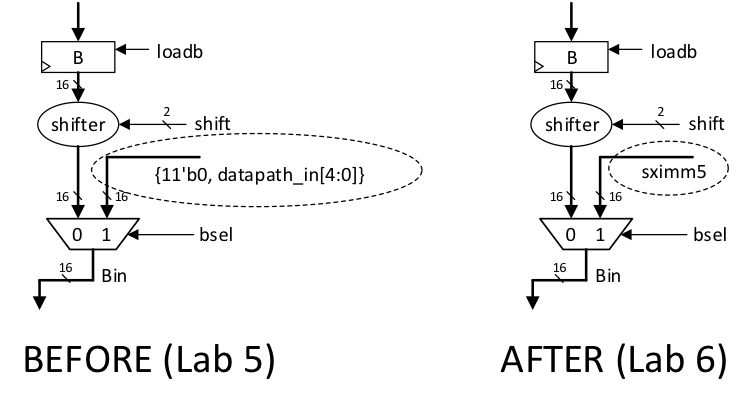 B
loadb
16
shifter
2
shift
{11'b0, datapath_in[4:0]}
16
16
0 1
bsel
16
Bin
BEFORE (Lab 5)
B
loadb
16
shifter
2
shift
sximm5
16
16
0 1
bsel
16
Bin
AFTER (Lab 6)